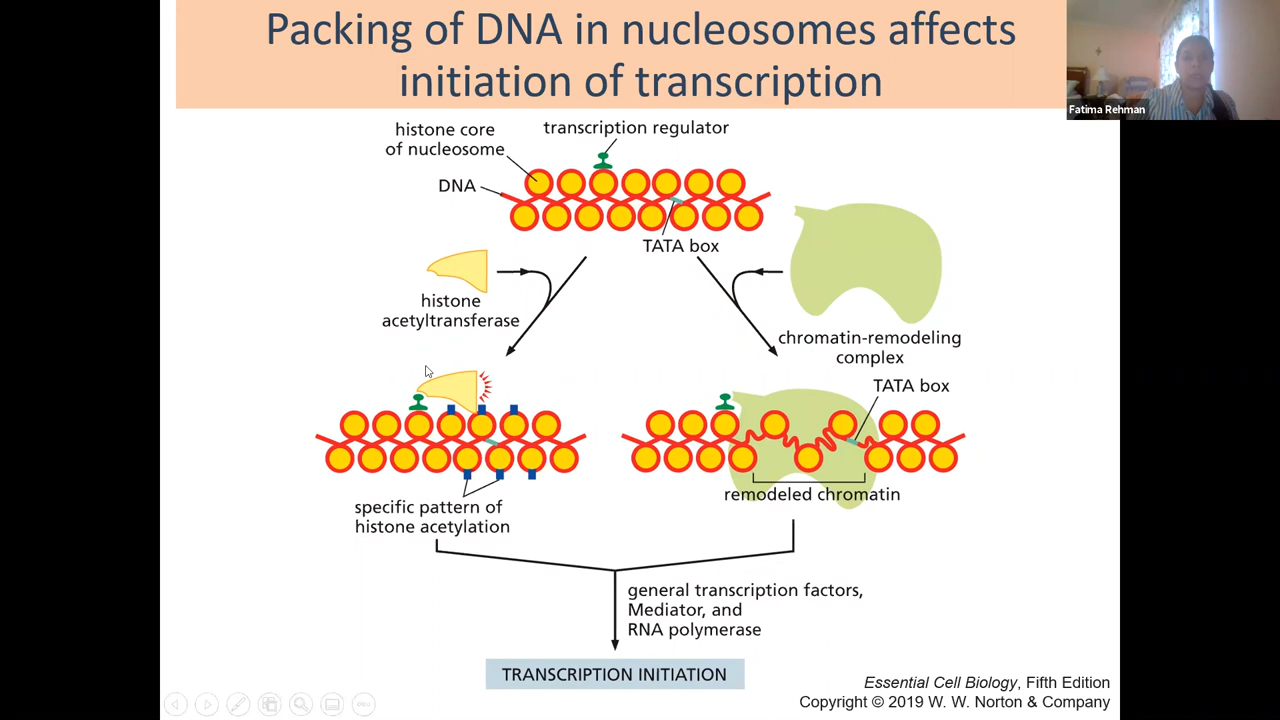 Packing of DNA in nucleosomes affects
initiation of transcription
Fatima Rehman
histone core
of nucleosome
transcription regulator
DNA
TATA box
histone
acetyltransferase
chromatin-remodeling
complex
TATA box
specific pattern of
histone acetylation
remodeled chromatin
general transcription factors,
Mediator, and
RNA polymerase
TRANSCRIPTION INITIATION
Essential Cell Biology, Fifth Edition
Copyright © 2019 W. W. Norton & Company